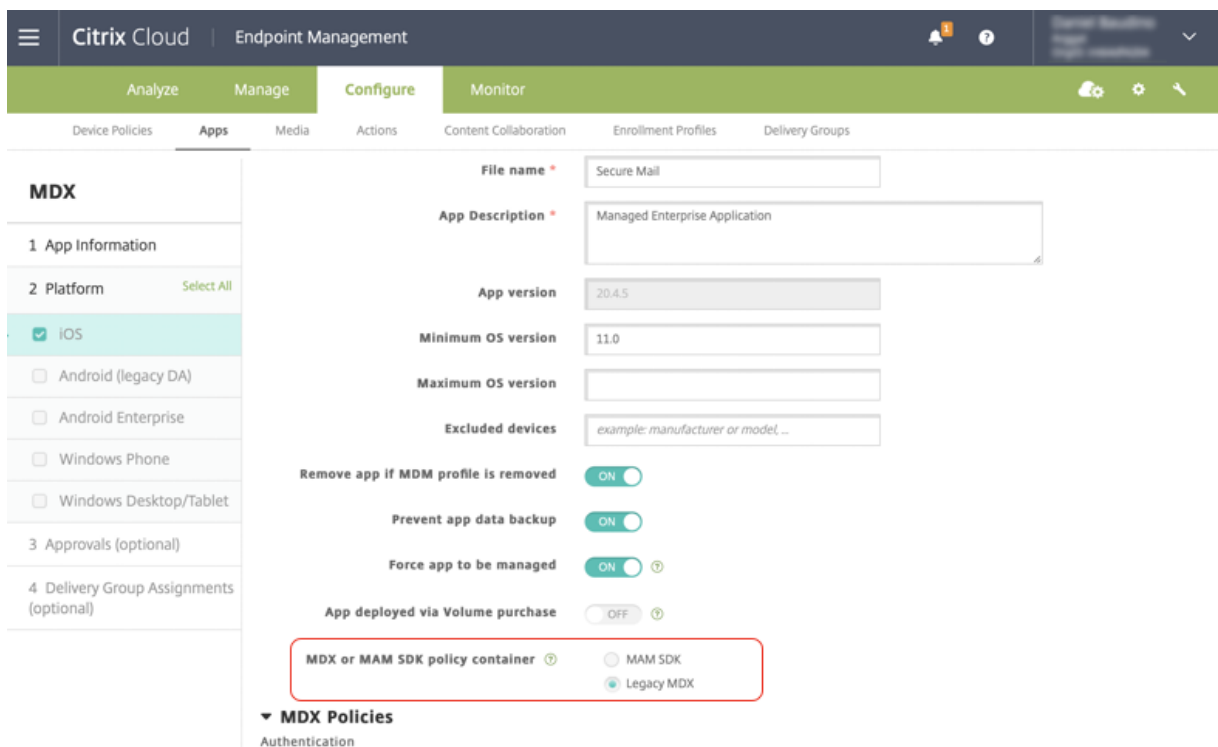 Citrix Cloud | Endpoint Management
1
?
Analyze Manage Configure Monitor
Device Policies Apps Media Actions Content Collaboration Enrollment Profiles Delivery Groups
MDX
1 App Information
2 Platform Select All
iOS
Android (legacy DA)
Android Enterprise
Windows Phone
Windows Desktop/Tablet
3 Approvals (optional)
4 Delivery Group Assignments
(optional)
File name * Secure Mail
App Description * Managed Enterprise Application
App version 20.4.5
Minimum OS version 11.0
Maximum OS version
Excluded devices example: manufacturer or model, ...
Remove app if MDM profile is removed ON
Prevent app data backup ON
Force app to be managed ON ?
App deployed via Volume purchase OFF ?
MDX or MAM SDK policy container ? MAM SDK
Legacy MDX
MDX Policies
Authentication